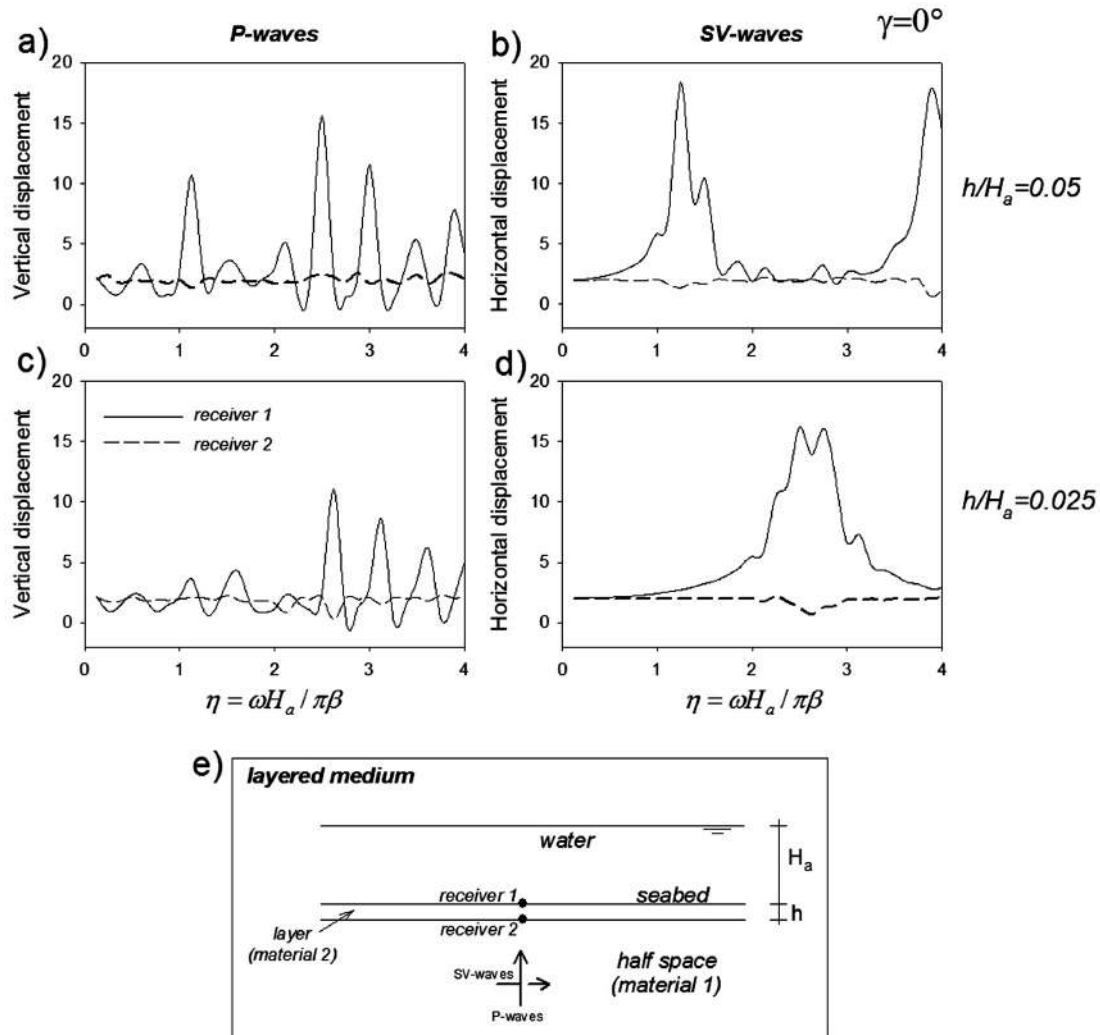 a)
P-waves
b)
SV-waves
γ=0°
Vertical displacement
20
15
10
5
0
0 1 2 3 4
Horizontal displacement
20
15
10
5
0
0 1 2 3 4
h/Hₐ=0.05
c)
Vertical displacement
20
15
10
5
0
receiver 1
receiver 2
0 1 2 3 4
η = ωHₐ / πβ
d)
Horizontal displacement
20
15
10
5
0
0 1 2 3 4
η = ωHₐ / πβ
h/Hₐ=0.025
e)
layered medium
water
Hₐ
receiver 1
seabed
h
layer
(material 2)
receiver 2
half space
(material 1)
SV-waves
P-waves